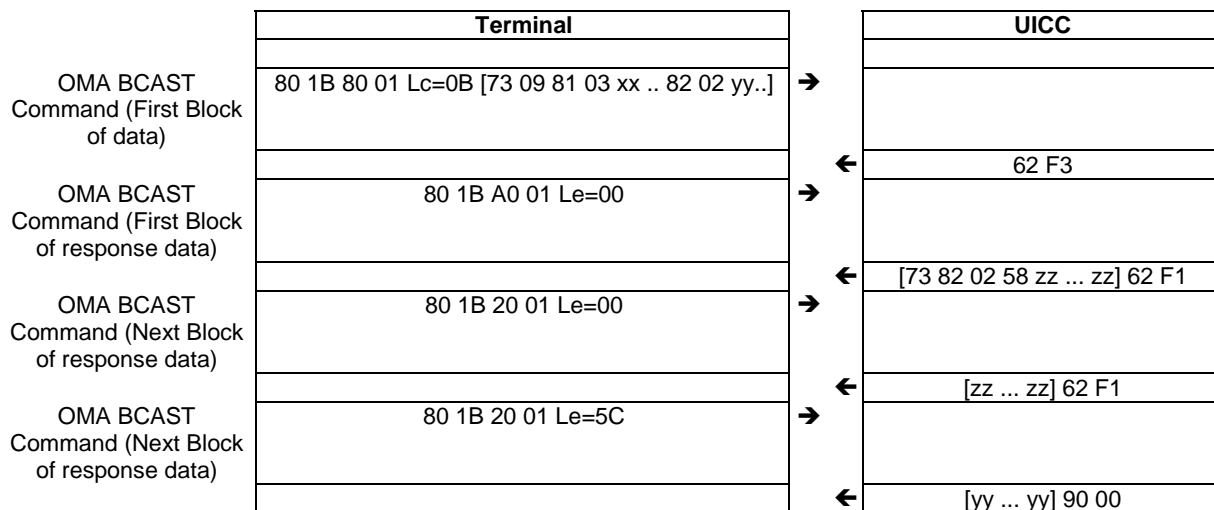 Terminal UICC
OMA BCAST
Command (First Block
of data)
80 1B 80 01 Lc=0B [73 09 81 03 xx .. 82 02 yy..] ➔
🡸 62 F3
OMA BCAST
Command (First Block
of response data)
80 1B A0 01 Le=00 ➔
🡸 [73 82 02 58 zz ... zz] 62 F1
OMA BCAST
Command (Next Block
of response data)
80 1B 20 01 Le=00 ➔
🡸 [zz ... zz] 62 F1
OMA BCAST
Command (Next Block
of response data)
80 1B 20 01 Le=5C ➔
🡸 [yy ... yy] 90 00